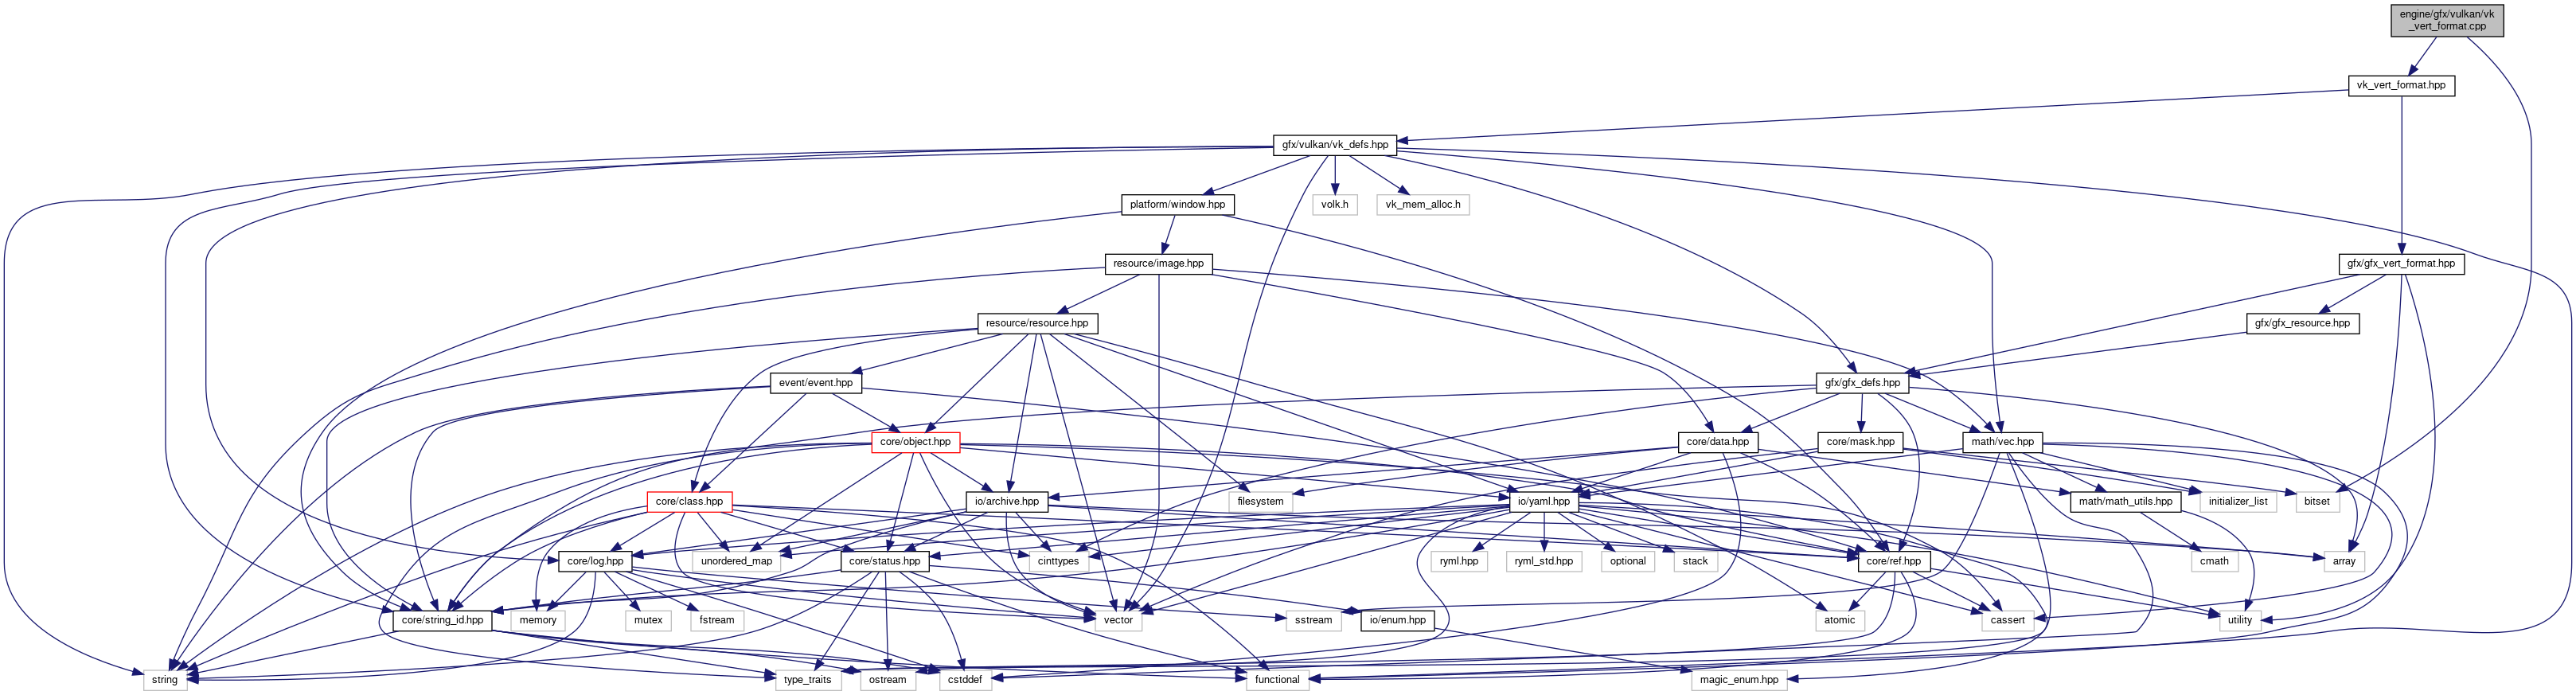 engine/gfx/vulkan/vk
_vert_format.cpp
vk_vert_format.hpp
gfx/vulkan/vk_defs.hpp
platform/window.hpp
volk.h
vk_mem_alloc.h
resource/image.hpp
gfx/gfx_vert_format.hpp
resource/resource.hpp
gfx/gfx_resource.hpp
event/event.hpp
gfx/gfx_defs.hpp
core/object.hpp
core/data.hpp
core/mask.hpp
math/vec.hpp
core/class.hpp
io/archive.hpp
filesystem
io/yaml.hpp
math/math_utils.hpp
initializer_list
bitset
core/log.hpp
unordered_map
core/status.hpp
cinttypes
ryml.hpp
ryml_std.hpp
optional
stack
core/ref.hpp
cmath
array
core/string_id.hpp
memory
mutex
fstream
vector
sstream
io/enum.hpp
atomic
cassert
utility
string
type_traits
ostream
cstddef
functional
magic_enum.hpp